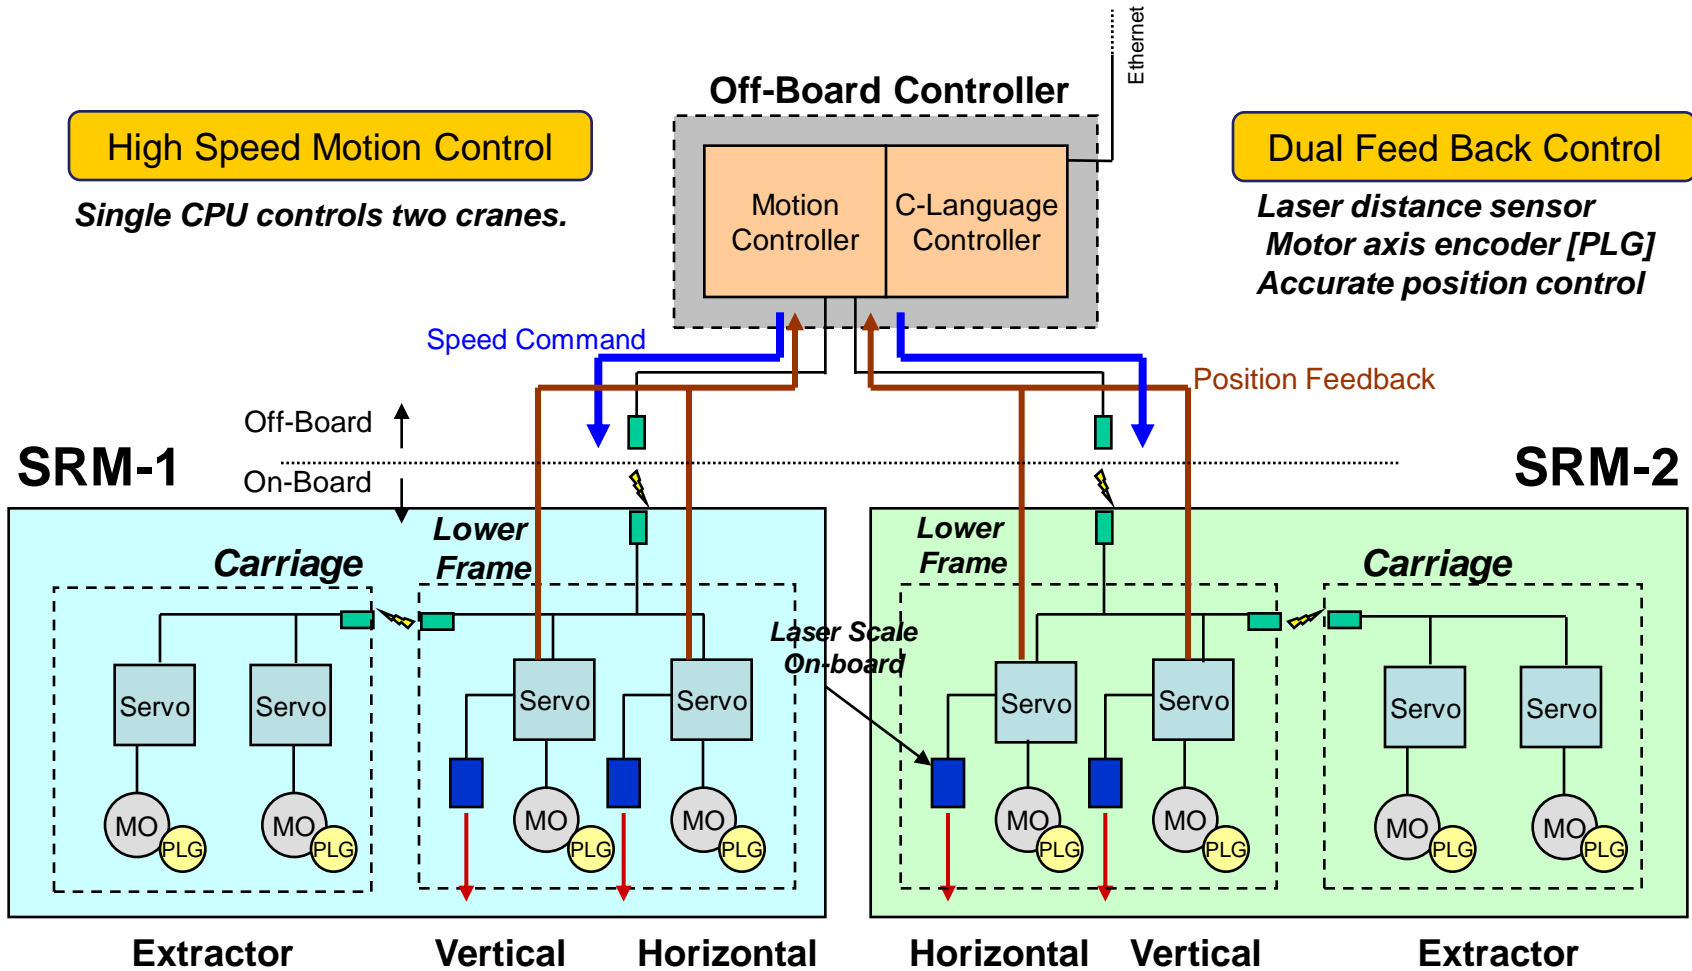 Ethernet
Off-Board Controller
High Speed Motion Control
Single CPU controls two cranes.
Motion
Controller
C-Language
Controller
Dual Feed Back Control
Laser distance sensor
Motor axis encoder [PLG]
Accurate position control
Speed Command
Position Feedback
Off-Board
On-Board
SRM-1
SRM-2
Carriage
Lower
Frame
Lower
Frame
Carriage
Laser Scale
On-board
Servo
Servo
Servo
Servo
Servo
Servo
Servo
Servo
MO
PLG
MO
PLG
MO
PLG
MO
PLG
MO
PLG
MO
PLG
MO
PLG
MO
PLG
Extractor
Vertical
Horizontal
Horizontal
Vertical
Extractor